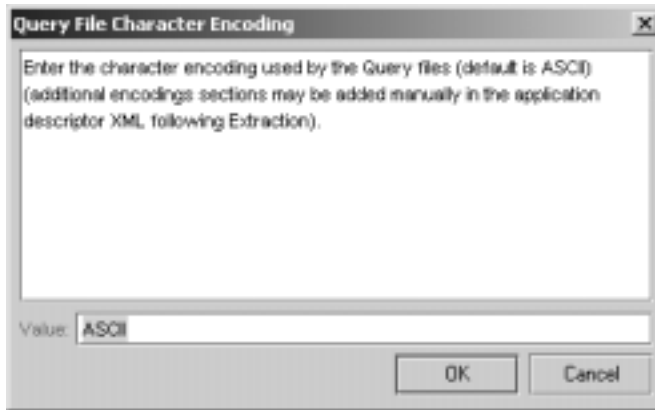 Query File Character Encoding
Enter the character encoding used by the Query files (default is ASCII)
(additional encodings sections may be added manually in the application
descriptor XML following Extraction).
Value: ASCII
OK Cancel